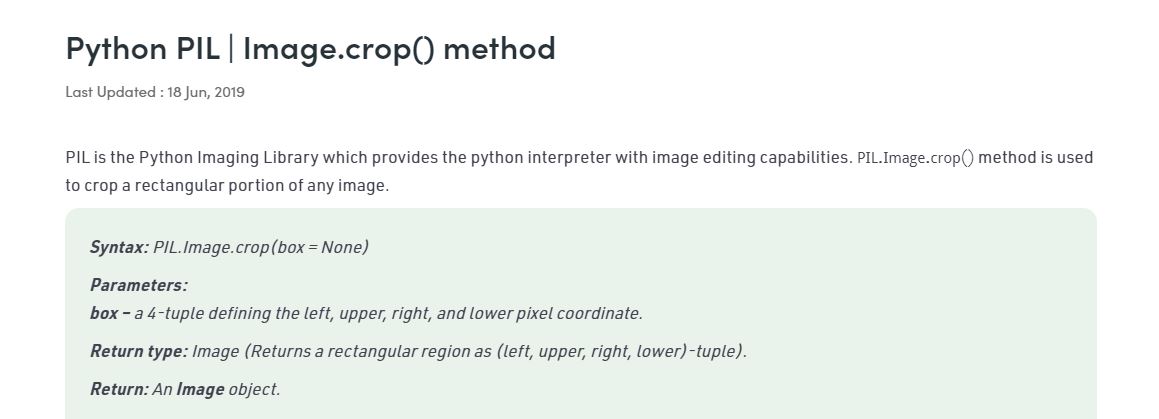 Python PIL | Image.crop() method
Last Updated : 18 Jun, 2019
PIL is the Python Imaging Library which provides the python interpreter with image editing capabilities. PIL.Image.crop() method is used
to crop a rectangular portion of any image.
Syntax: PIL.Image.crop(box = None)
Parameters:
box – a 4-tuple defining the left, upper, right, and lower pixel coordinate.
Return type: Image (Returns a rectangular region as (left, upper, right, lower)-tuple).
Return: An Image object.